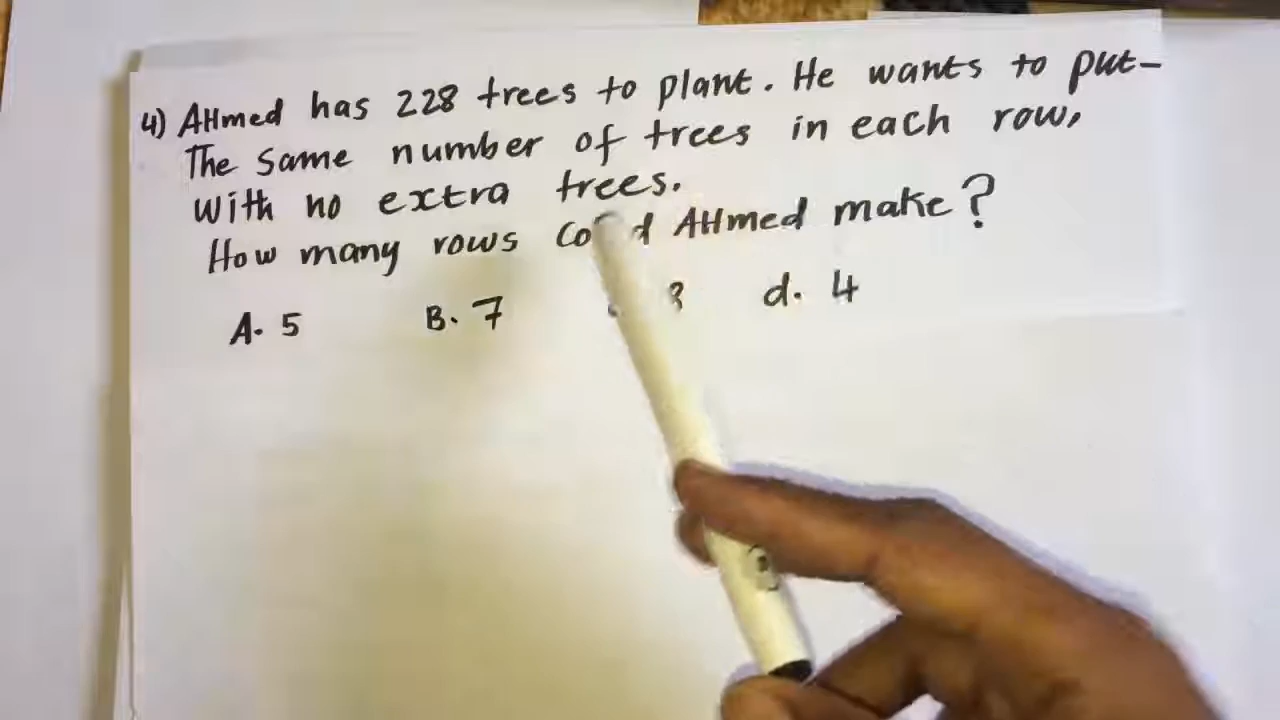 4) AHmed has 228 trees to plant. He wants to put
The same number of trees in each row,
with no extra trees.
How many rows AHmed make?
A. 5 B. 7 d. 4